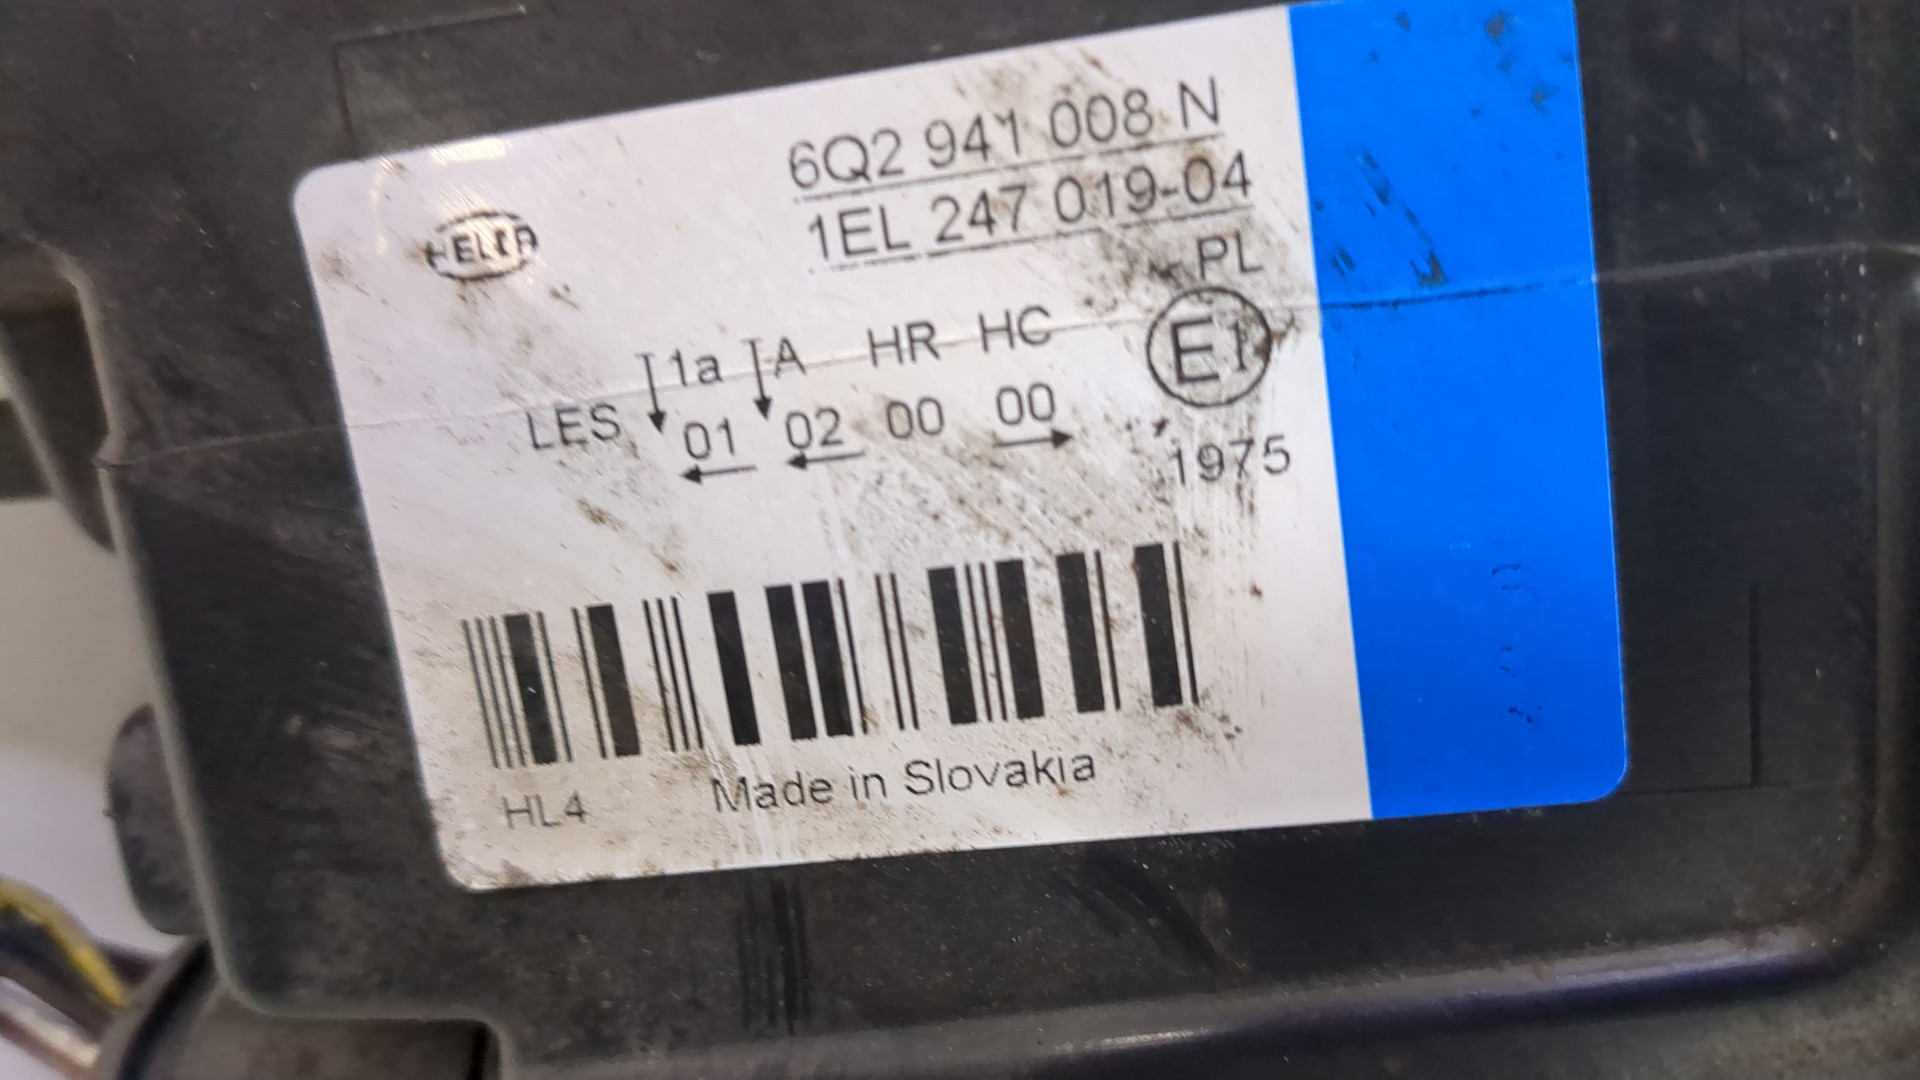 6Q2 941 008 N
HELLA
1EL 247 019-04
PL
1a A HR HC E1
LES 01 02 00 00
1975
HL4 Made in Slovakia